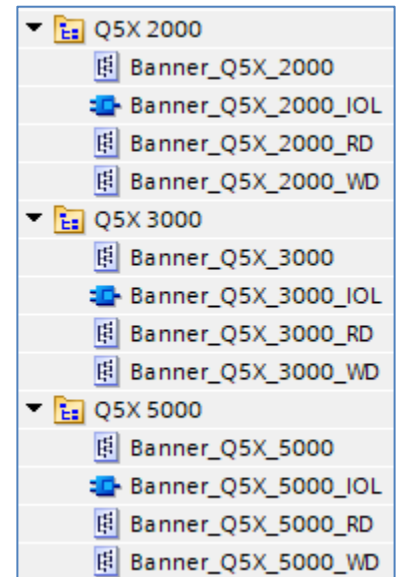 Q5X 2000
Banner_Q5X_2000
Banner_Q5X_2000_IOL
Banner_Q5X_2000_RD
Banner_Q5X_2000_WD
Q5X 3000
Banner_Q5X_3000
Banner_Q5X_3000_IOL
Banner_Q5X_3000_RD
Banner_Q5X_3000_WD
Q5X 5000
Banner_Q5X_5000
Banner_Q5X_5000_IOL
Banner_Q5X_5000_RD
Banner_Q5X_5000_WD